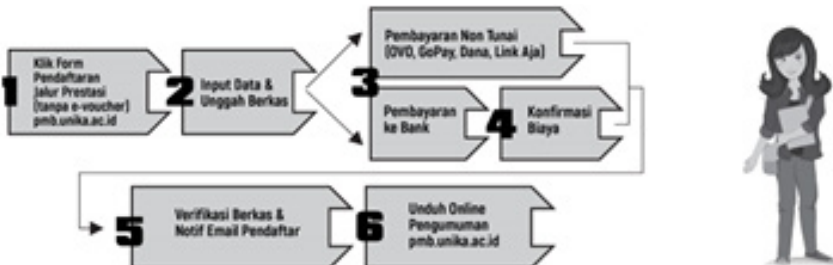 1
Klik Form
Pendaftaran
Jalur Prestasi
(tanpa e-voucher)
pmb.unika.ac.id
2
Input Data &
Unggah Berkas
3
Pembayaran Non Tunai
(OVO, GoPay, Dana, Link Aja)
Pembayaran
ke Bank
4
Konfirmasi
Biaya
5
Verifikasi Berkas &
Notif Email Pendaftar
6
Unduh Online
Pengumuman
pmb.unika.ac.id